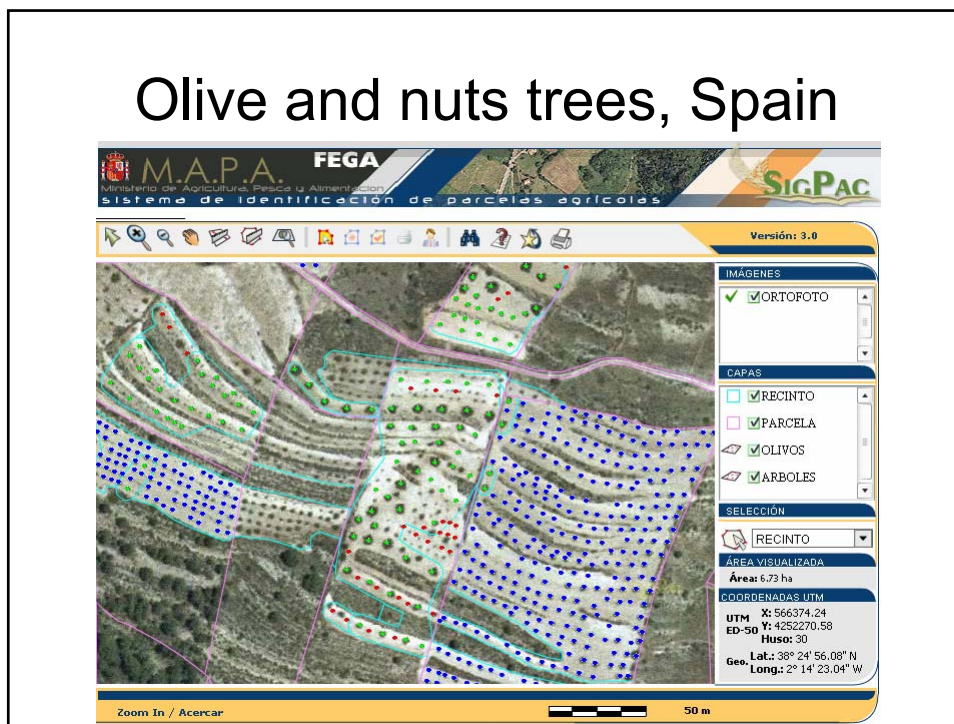 Olive and nuts trees, Spain
M.A.P.A.
FEGA
Ministerio de Agricultura, Pesca y Alimentacion
sistema de identificación de parcelas agrícolas
SIGPAC
Versión: 3.0
IMÁGENES
ORTOFOTO
CAPAS
RECINTO
PARCELA
OLIVOS
ARBOLES
SELECCIÓN
RECINTO
ÁREA VISUALIZADA
Área: 6.73 ha
COORDENADAS UTM
UTM ED-50
X: 566374.24
Y: 4252270.58
Huso: 30
Geo.
Lat.: 38° 24' 56.08" N
Long.: 2° 14' 23.04" W
Zoom In / Acercar
50 m